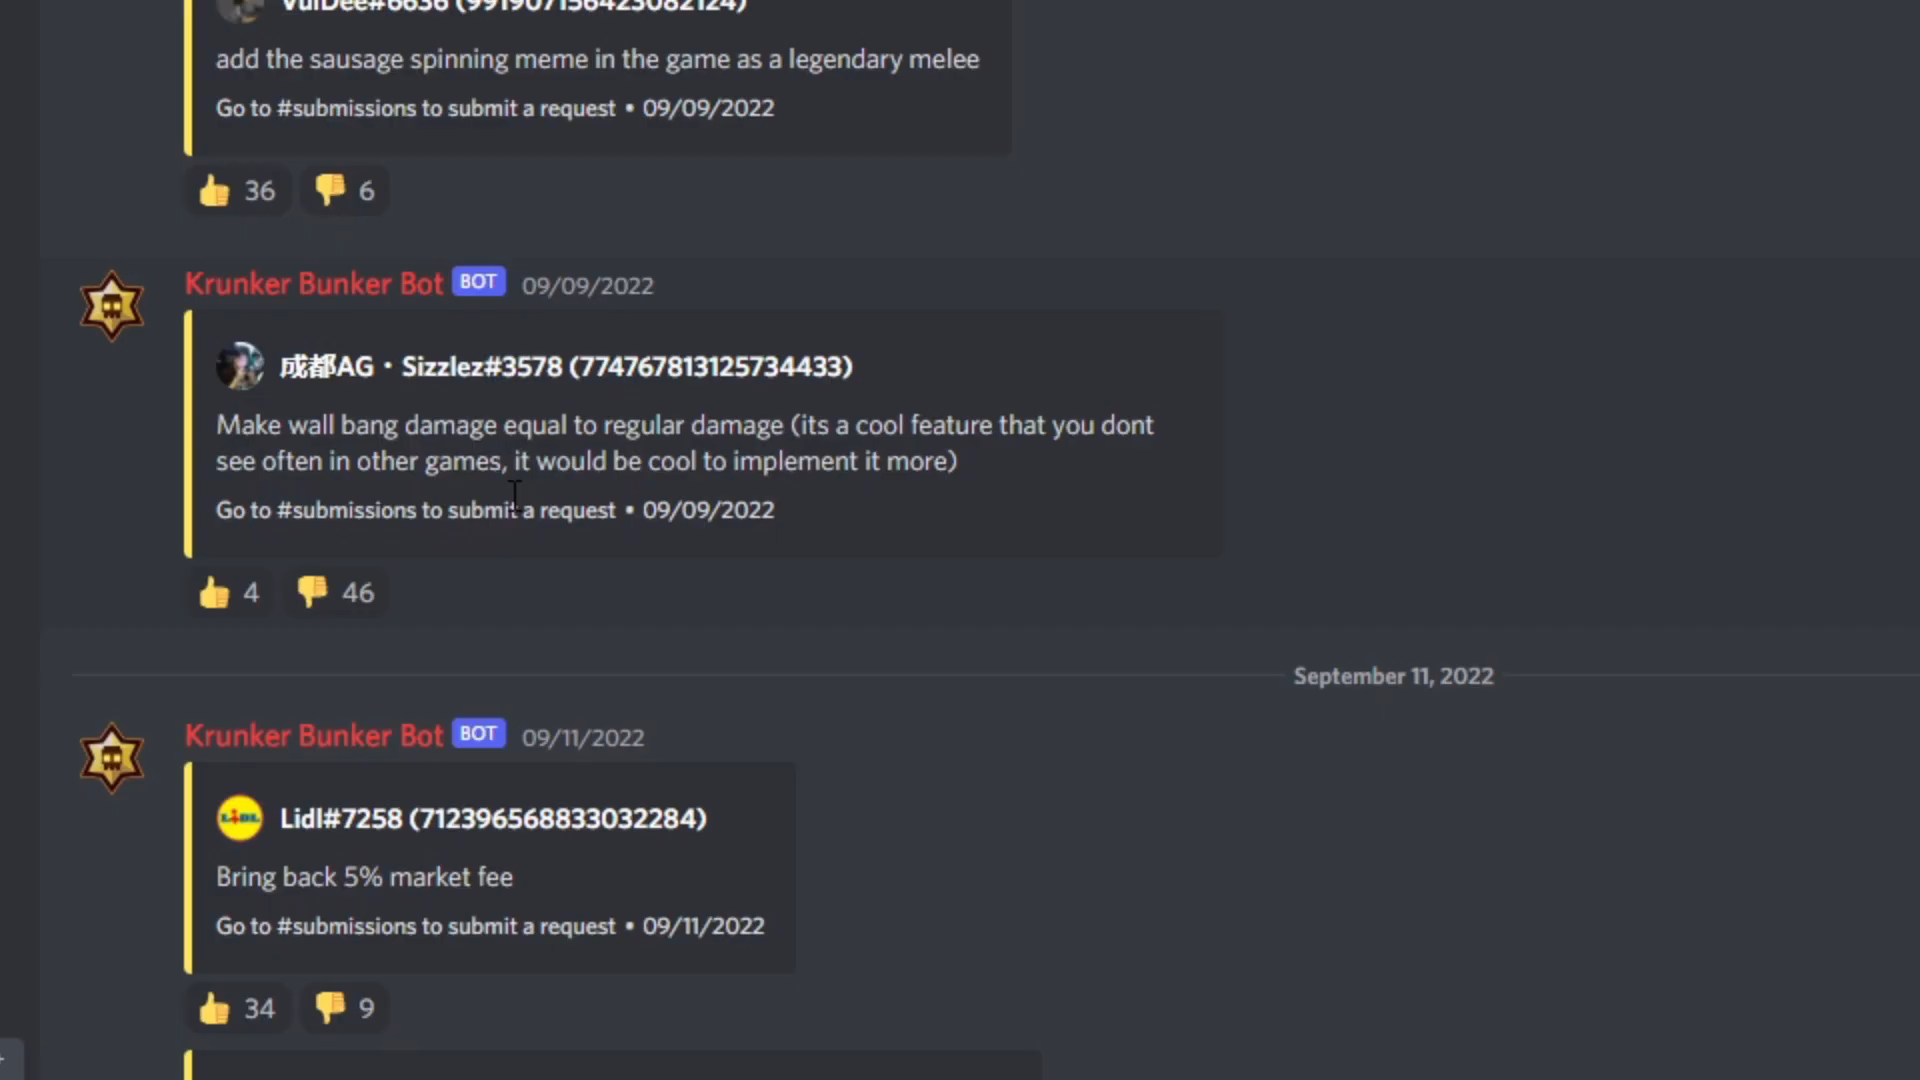 VulDee#6636 (991907156423082124)
add the sausage spinning meme in the game as a legendary melee
Go to #submissions to submit a request • 09/09/2022
36 6
Krunker Bunker Bot BOT 09/09/2022
成都AG・Sizzlez#3578 (774767813125734433)
Make wall bang damage equal to regular damage (its a cool feature that you dont
see often in other games, it would be cool to implement it more)
Go to #submissions to submit a request • 09/09/2022
4 46
September 11, 2022
Krunker Bunker Bot BOT 09/11/2022
LiDL
Lidl#7258 (712396568833032284)
Bring back 5% market fee
Go to #submissions to submit a request • 09/11/2022
34 9